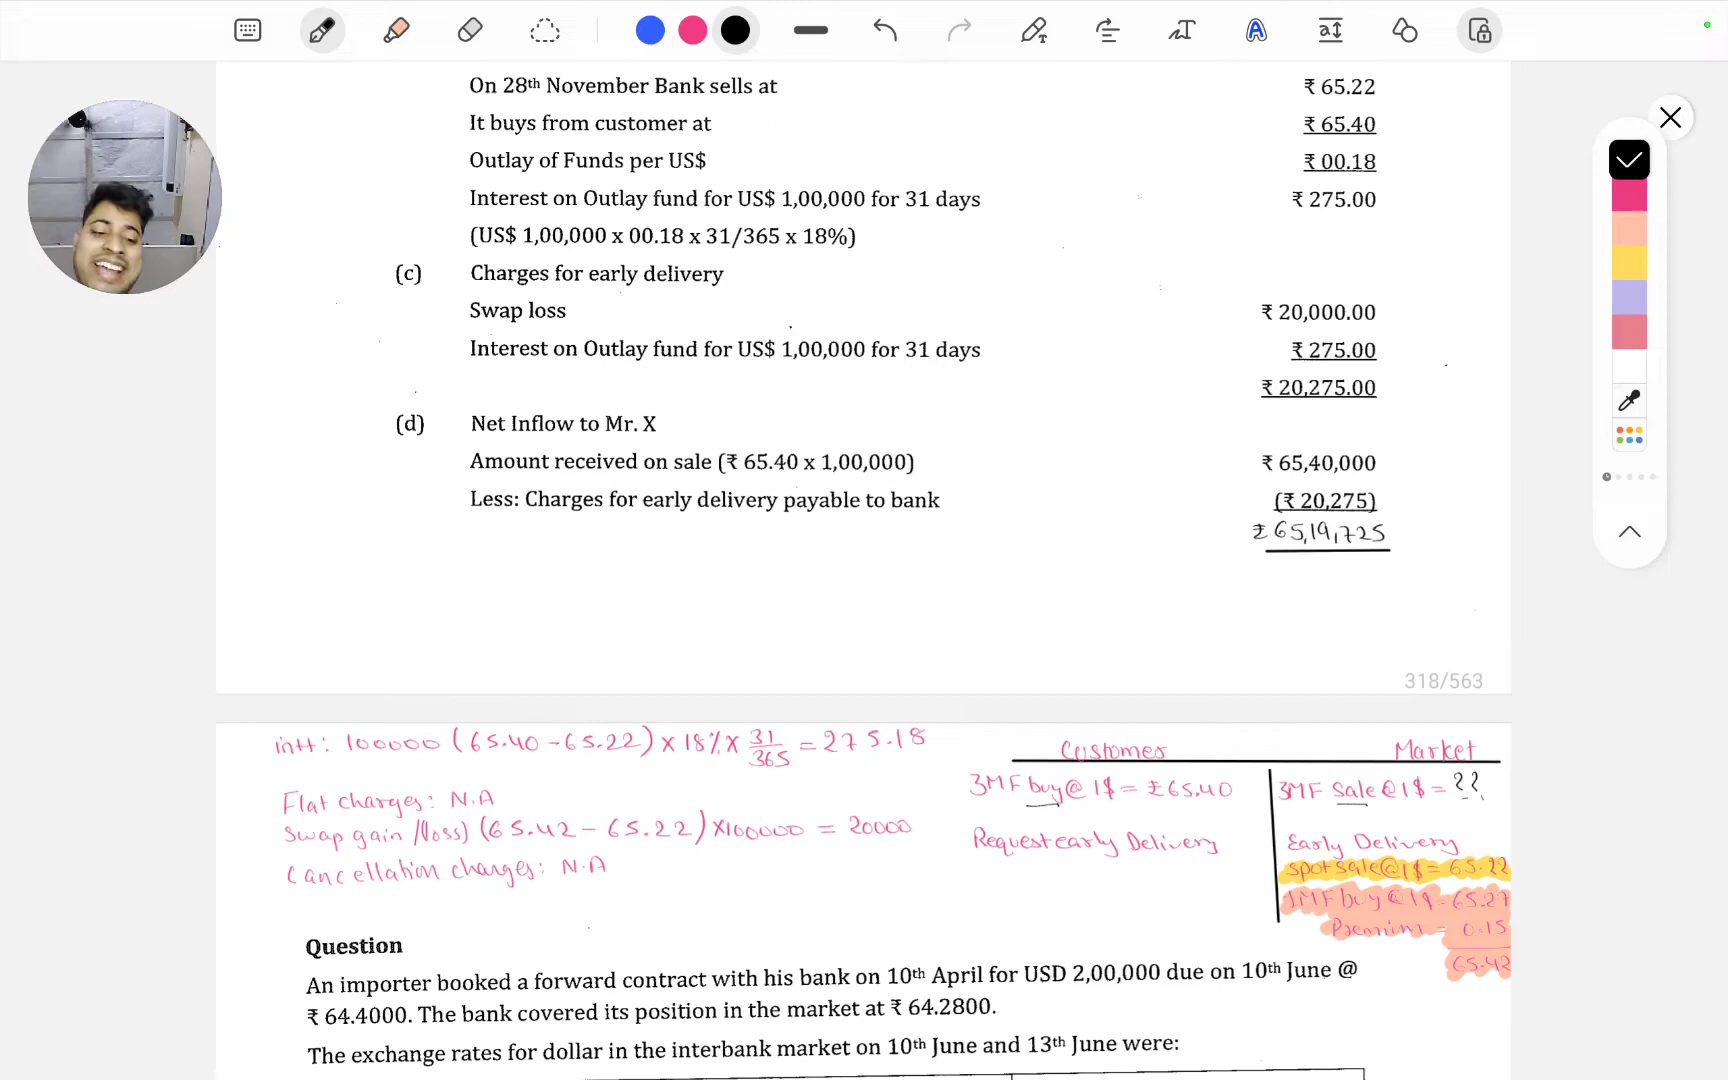 On 28th November Bank sells at ₹ 65.22
It buys from customer at ₹ 65.40
Outlay of Funds per US$ ₹ 00.18
Interest on Outlay fund for US$ 1,00,000 for 31 days ₹ 275.00
(US$ 1,00,000 x 00.18 x 31/365 x 18%)
(c) Charges for early delivery
Swap loss ₹ 20,000.00
Interest on Outlay fund for US$ 1,00,000 for 31 days ₹ 275.00
₹ 20,275.00
(d) Net Inflow to Mr. X
Amount received on sale (₹ 65.40 x 1,00,000) ₹ 65,40,000
Less: Charges for early delivery payable to bank (₹ 20,275)
₹ 65,19,725
318/563
intt: 100000 (65.40 - 65.22) x 18% x 31/365 = 275.18
Flat charges: N.A
Swap gain /(loss) (65.42 - 65.22) x 100000 = 20000
Cancellation charges: N.A
Customer Market
3MF buy @ 1$ = ₹65.40 3MF Sale @ 1$ = ??
Request early Delivery Early Delivery
spot sale @ 1$ = 65.22
1MF buy @ 1$ = 65.27
Premium = 0.15
65.42
Question
An importer booked a forward contract with his bank on 10th April for USD 2,00,000 due on 10th June @
₹ 64.4000. The bank covered its position in the market at ₹ 64.2800.
The exchange rates for dollar in the interbank market on 10th June and 13th June were: